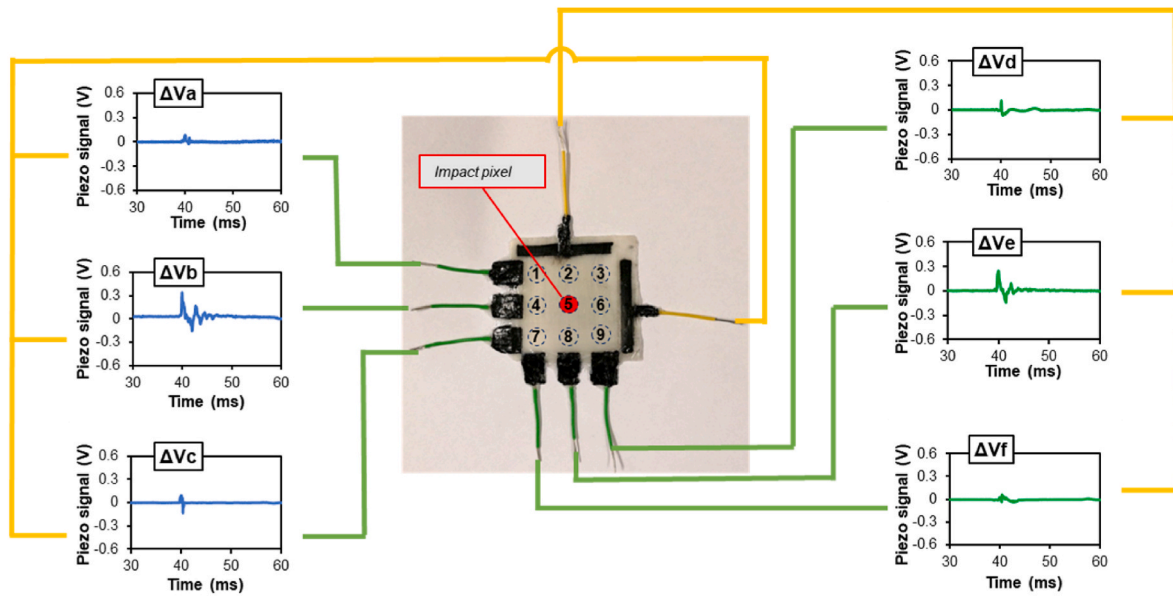 ΔVa
Piezo signal (V)
0.6
0.3
0
-0.3
-0.6
30 40 50 60
Time (ms)
ΔVb
Piezo signal (V)
0.6
0.3
0
-0.3
-0.6
30 40 50 60
Time (ms)
ΔVc
Piezo signal (V)
0.6
0.3
0
-0.3
-0.6
30 40 50 60
Time (ms)
Impact pixel
1 2 3
4 5 6
7 8 9
ΔVd
Piezo signal (V)
0.6
0.3
0
-0.3
-0.6
30 40 50 60
Time (ms)
ΔVe
Piezo signal (V)
0.6
0.3
0
-0.3
-0.6
30 40 50 60
Time (ms)
ΔVf
Piezo signal (V)
0.6
0.3
0
-0.3
-0.6
30 40 50 60
Time (ms)